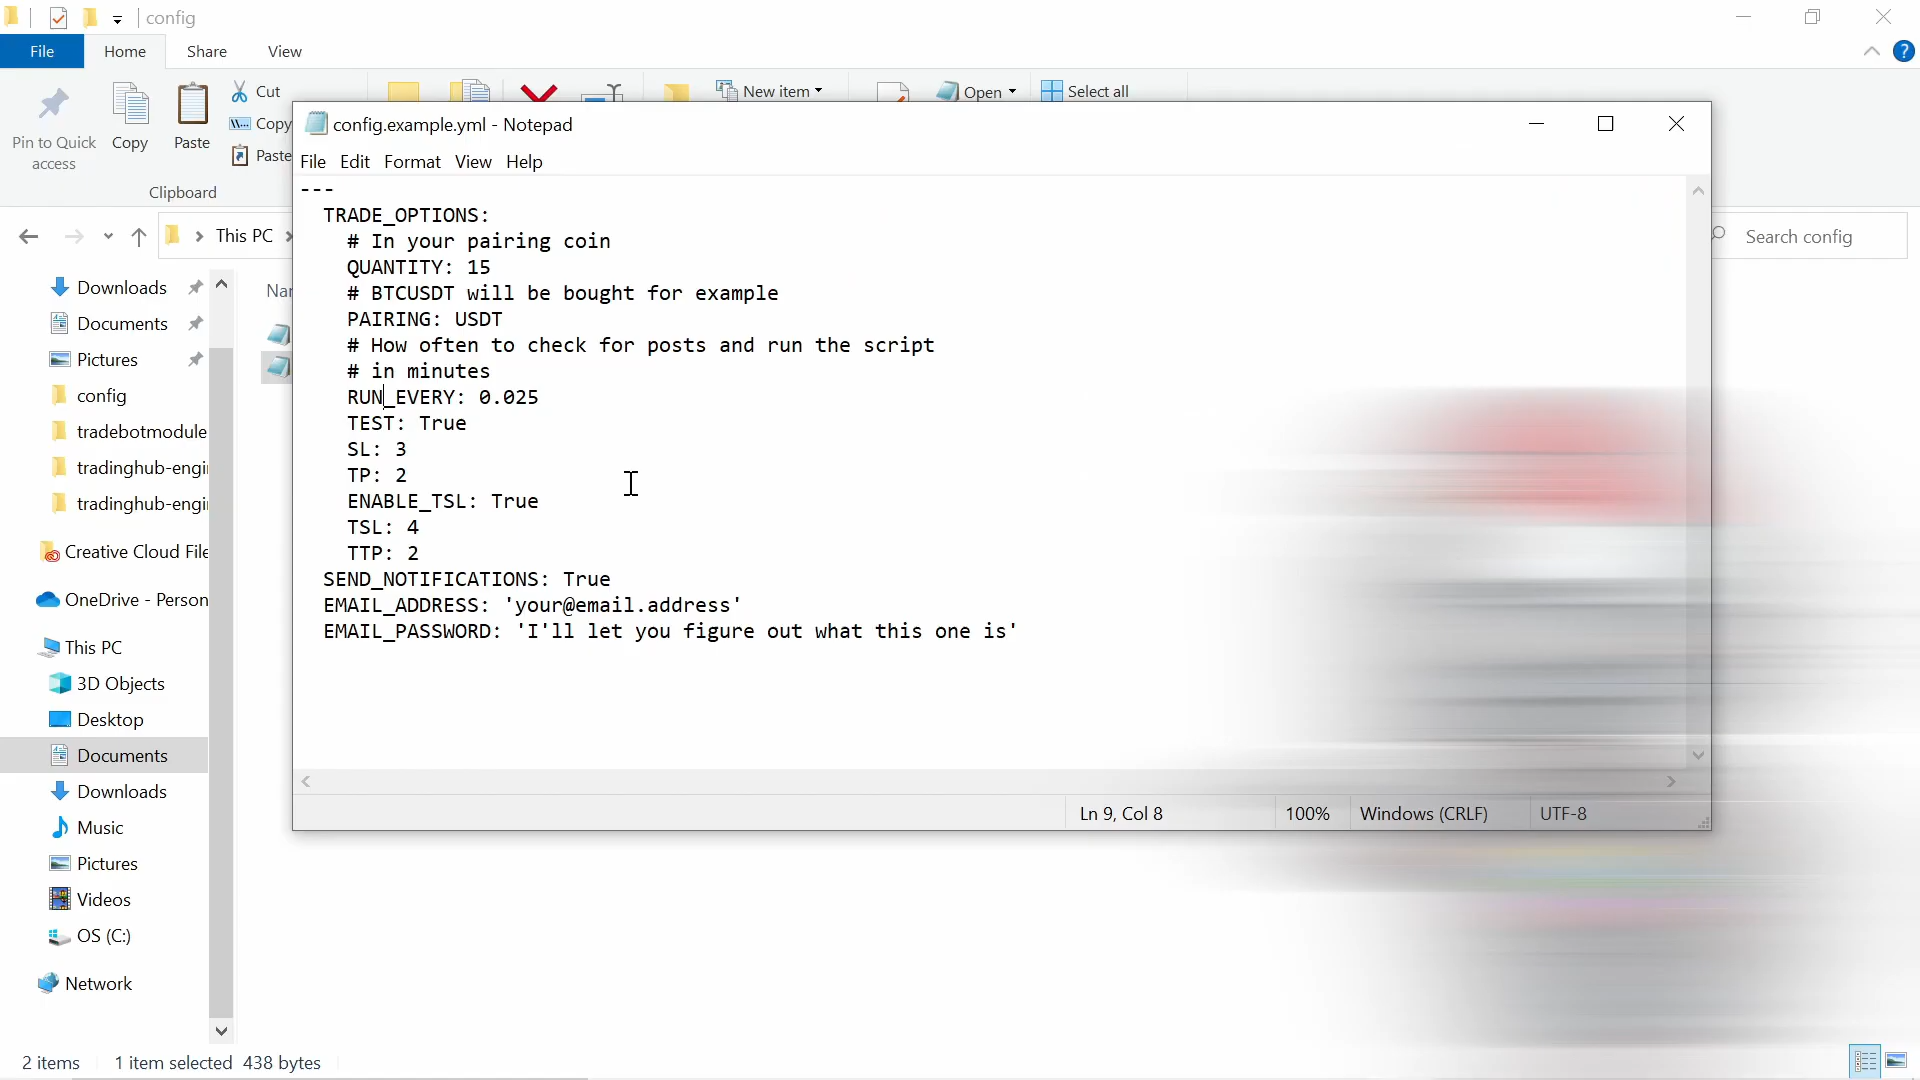 config
File
Home
Share
View
Pin to Quick access
Copy
Paste
Cut
Copy
Paste
Clipboard
New item
Open
Select all
This PC
Search config
config.example.yml - Notepad
File Edit Format View Help
---
TRADE_OPTIONS:
# In your pairing coin
QUANTITY: 15
# BTCUSDT will be bought for example
PAIRING: USDT
# How often to check for posts and run the script
# in minutes
RUN_EVERY: 0.025
TEST: True
SL: 3
TP: 2
ENABLE_TSL: True
TSL: 4
TTP: 2
SEND_NOTIFICATIONS: True
EMAIL_ADDRESS: 'your@email.address'
EMAIL_PASSWORD: 'I'll let you figure out what this one is'
Ln 9, Col 8
100%
Windows (CRLF)
UTF-8
Downloads
Documents
Pictures
config
tradebotmodule
tradinghub-engi
tradinghub-engi
Creative Cloud File
OneDrive - Person
This PC
3D Objects
Desktop
Documents
Downloads
Music
Pictures
Videos
OS (C:)
Network
2 items
1 item selected 438 bytes